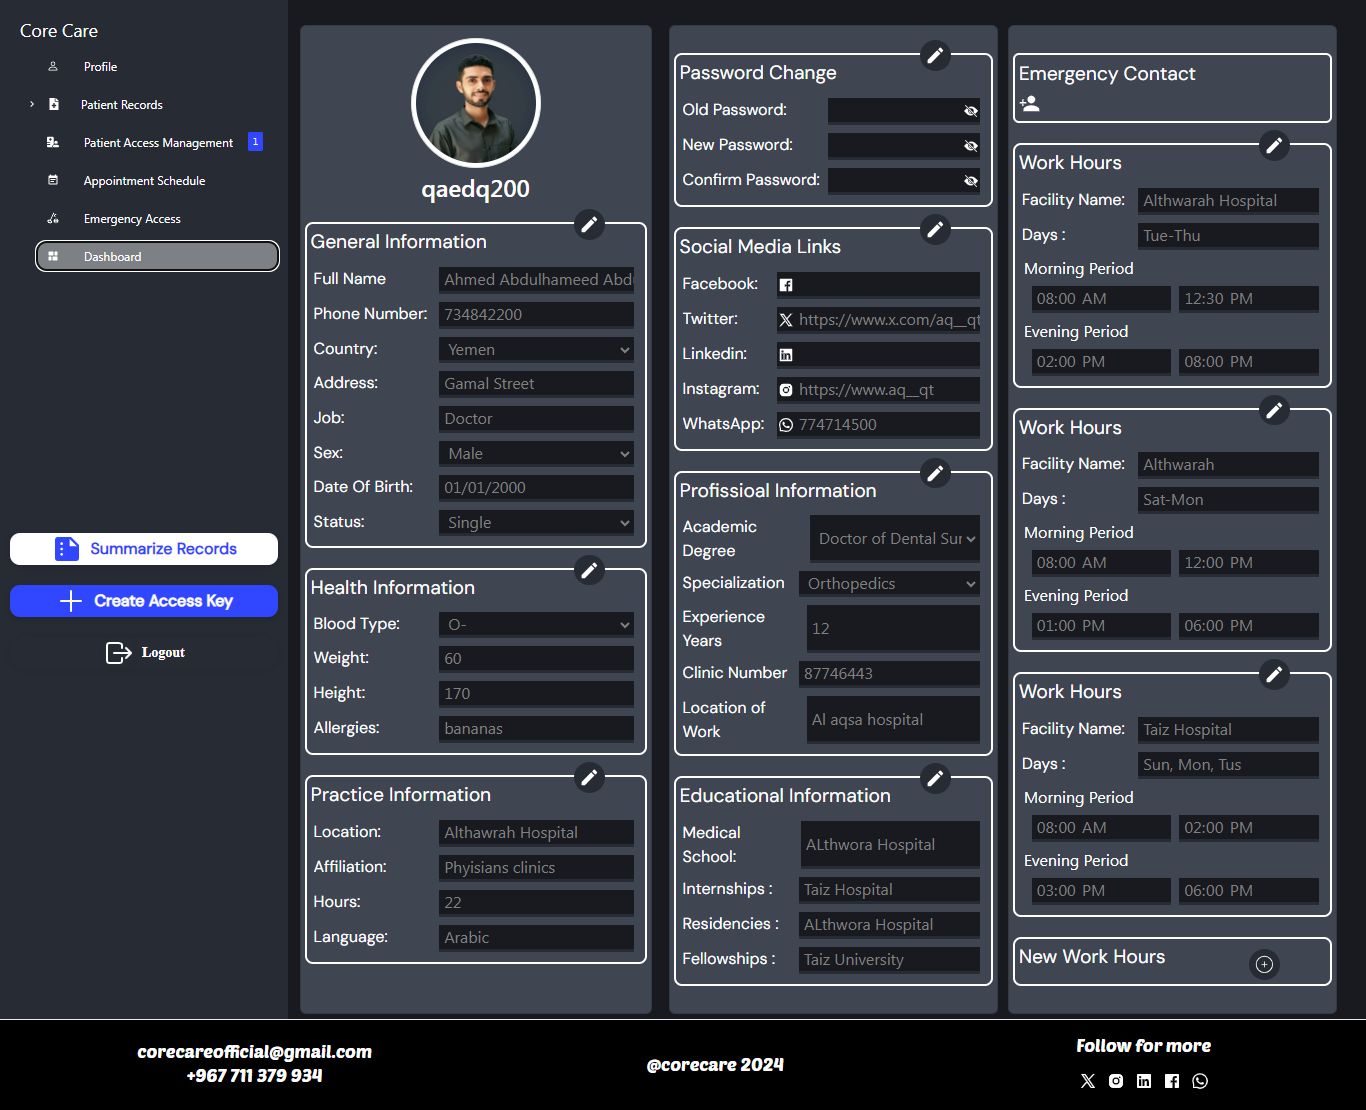 Core Care
Profile
Patient Records
Patient Access Management 1
Appointment Schedule
Emergency Access
Dashboard
Summarize Records
Create Access Key
Logout
qaedq200
General Information
Full Name Ahmed Abdulhameed Abdu
Phone Number: 734842200
Country: Yemen
Address: Gamal Street
Job: Doctor
Sex: Male
Date Of Birth: 01/01/2000
Status: Single
Health Information
Blood Type: O-
Weight: 60
Height: 170
Allergies: bananas
Practice Information
Location: Althawrah Hospital
Affiliation: Phyisians clinics
Hours: 22
Language: Arabic
Password Change
Old Password:
New Password:
Confirm Password:
Social Media Links
Facebook:
Twitter: https://www.x.com/aq__qt
Linkedin:
Instagram: https://www.aq__qt
WhatsApp: 774714500
Profissioal Information
Academic
Degree
Doctor of Dental Sur
Specialization Orthopedics
Experience
Years
12
Clinic Number 87746443
Location of
Work
Al aqsa hospital
Educational Information
Medical
School:
ALthwora Hospital
Internships : Taiz Hospital
Residencies : ALthwora Hospital
Fellowships : Taiz University
Emergency Contact
Work Hours
Facility Name: Althwarah Hospital
Days : Tue-Thu
Morning Period
08:00 AM 12:30 PM
Evening Period
02:00 PM 08:00 PM
Work Hours
Facility Name: Althwarah
Days : Sat-Mon
Morning Period
08:00 AM 12:00 PM
Evening Period
01:00 PM 06:00 PM
Work Hours
Facility Name: Taiz Hospital
Days : Sun, Mon, Tus
Morning Period
08:00 AM 02:00 PM
Evening Period
03:00 PM 06:00 PM
New Work Hours
corecareofficial@gmail.com
+967 711 379 934
@corecare 2024
Follow for more